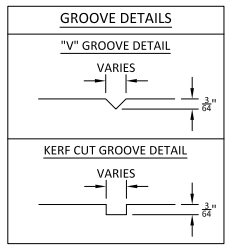 GROOVE DETAILS
"V" GROOVE DETAIL
VARIES
3/64"
KERF CUT GROOVE DETAIL
VARIES
3/64"